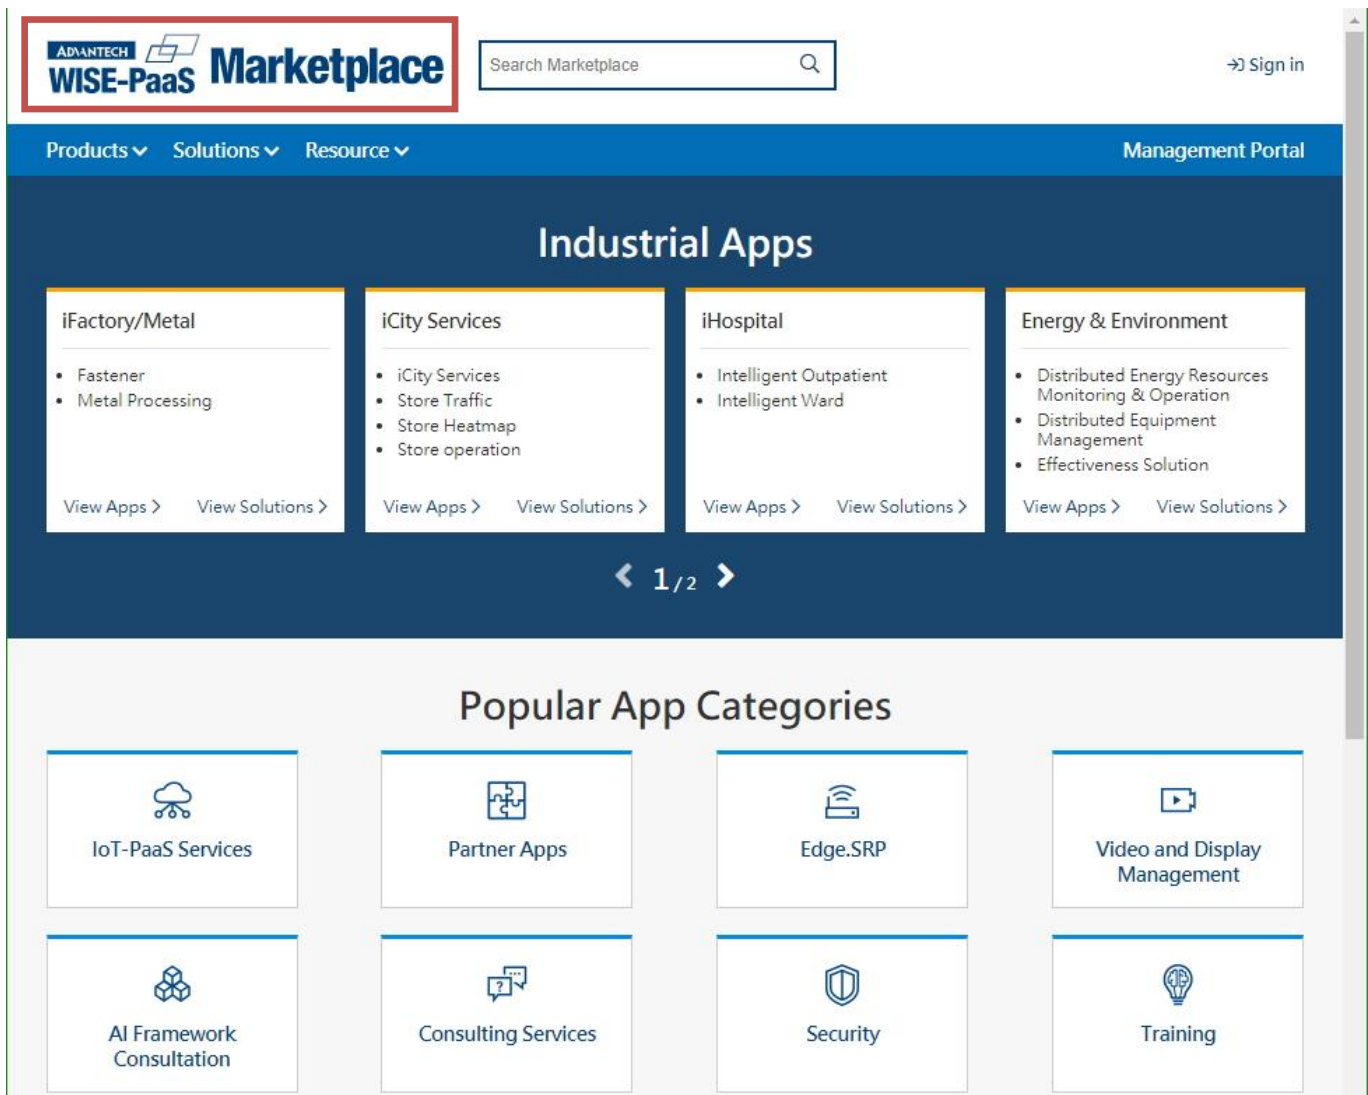 ADVANTECH
WISE-PaaS Marketplace
Search Marketplace
Sign in
Products Solutions Resource Management Portal
Industrial Apps
iFactory/Metal
• Fastener
• Metal Processing
View Apps > View Solutions >
iCity Services
• iCity Services
• Store Traffic
• Store Heatmap
• Store operation
View Apps > View Solutions >
iHospital
• Intelligent Outpatient
• Intelligent Ward
View Apps > View Solutions >
Energy & Environment
• Distributed Energy Resources
Monitoring & Operation
• Distributed Equipment
Management
• Effectiveness Solution
View Apps > View Solutions >
1/2
Popular App Categories
IoT-PaaS Services
Partner Apps
Edge.SRP
Video and Display
Management
AI Framework
Consultation
Consulting Services
Security
Training